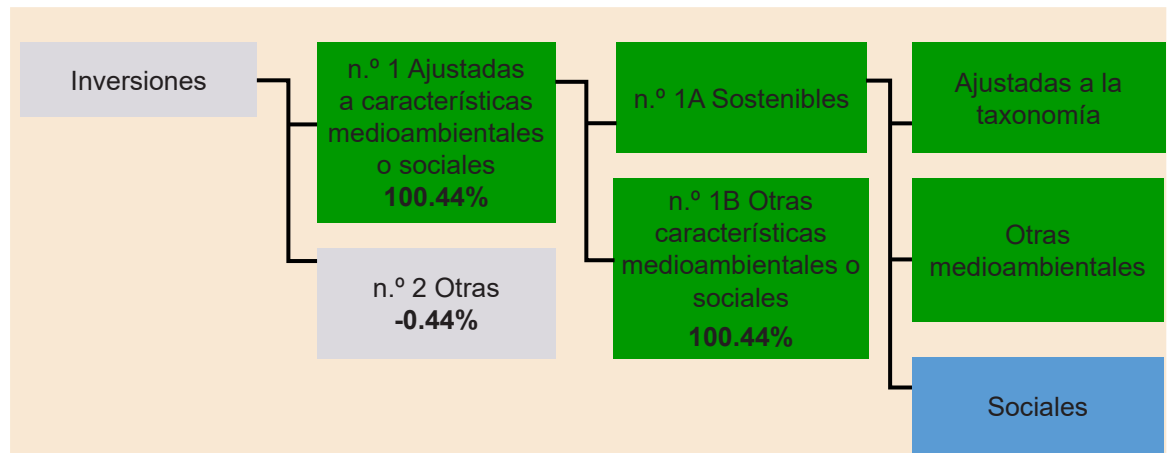 Inversiones
n.º 1 Ajustadas
a características
medioambientales
o sociales
100.44%
n.º 2 Otras
-0.44%
n.º 1A Sostenibles
n.º 1B Otras
características
medioambientales o
sociales
100.44%
Ajustadas a la
taxonomía
Otras
medioambientales
Sociales